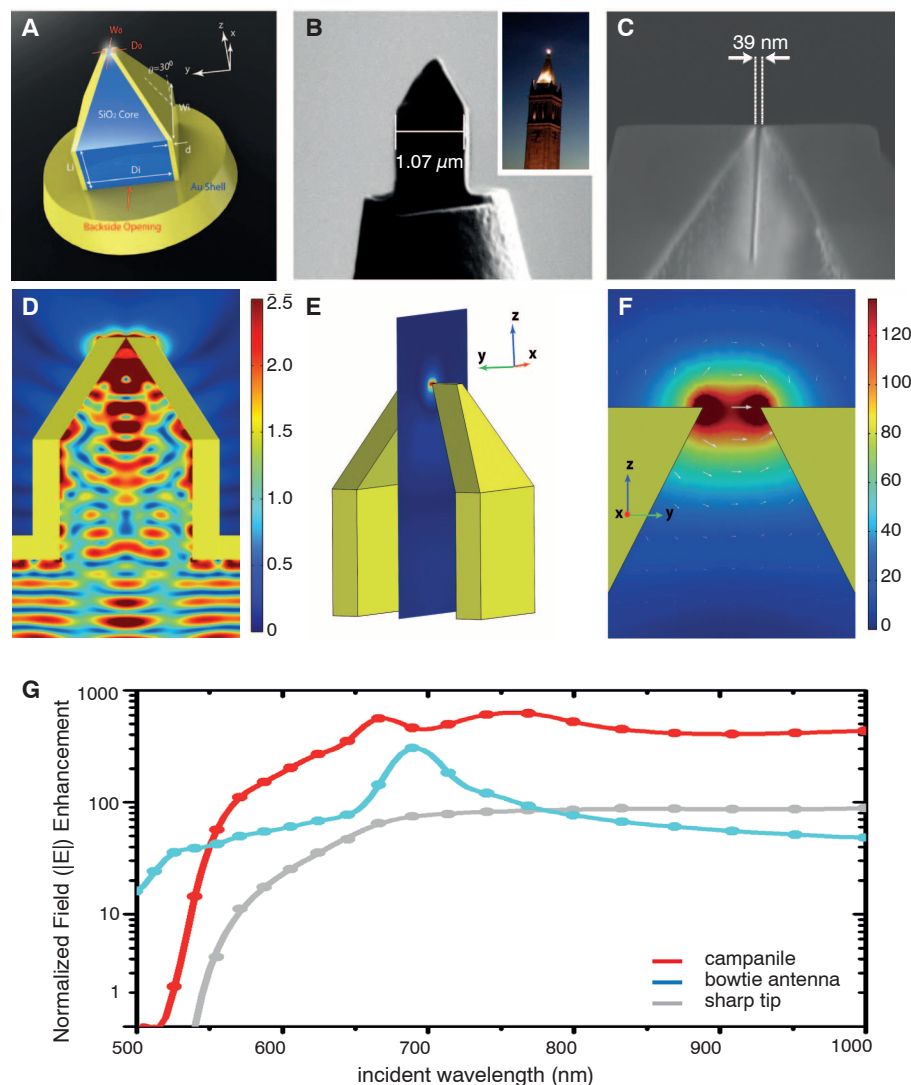 A
W₀
D₀
z
x
y
θ=30⁰
Wi
SiO₂ Core
d
Li
Di
Au Shell
Backside Opening
B
1.07 μm
C
39 nm
D
2.5
2.0
1.5
1.0
0.5
0
E
z
y
x
F
z
x
y
120
100
80
60
40
20
0
G
Normalized Field (|E|) Enhancement
1000
100
10
1
campanile
bowtie antenna
sharp tip
500
600
700
800
900
1000
incident wavelength (nm)